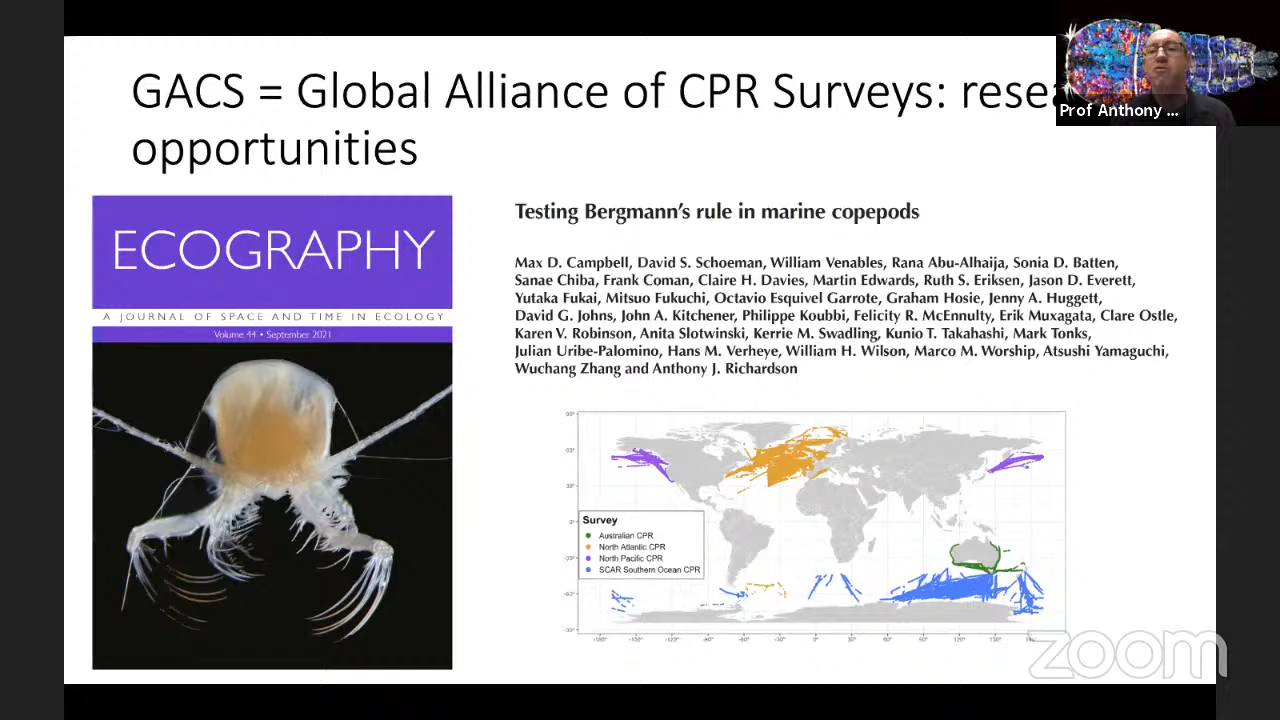 GACS = Global Alliance of CPR Surveys: resea
opportunities
Prof Anthony ...
ECOGRAPHY
A JOURNAL OF SPACE AND TIME IN ECOLOGY
Volume 44 • September 2021
Testing Bergmann's rule in marine copepods
Max D. Campbell, David S. Schoeman, William Venables, Rana Abu-Alhaija, Sonia D. Batten,
Sanae Chiba, Frank Coman, Claire H. Davies, Martin Edwards, Ruth S. Eriksen, Jason D. Everett,
Yutaka Fukai, Mitsuo Fukuchi, Octavio Esquivel Garrote, Graham Hosie, Jenny A. Huggett,
David G. Johns, John A. Kitchener, Philippe Koubbi, Felicity R. McEnnulty, Erik Muxagata, Clare Ostle,
Karen V. Robinson, Anita Slotwinski, Kerrie M. Swadling, Kunio T. Takahashi, Mark Tonks,
Julian Uribe-Palomino, Hans M. Verheye, William H. Wilson, Marco M. Worship, Atsushi Yamaguchi,
Wuchang Zhang and Anthony J. Richardson
Survey
Australian CPR
North Atlantic CPR
North Pacific CPR
SCAR Southern Ocean CPR
zoom